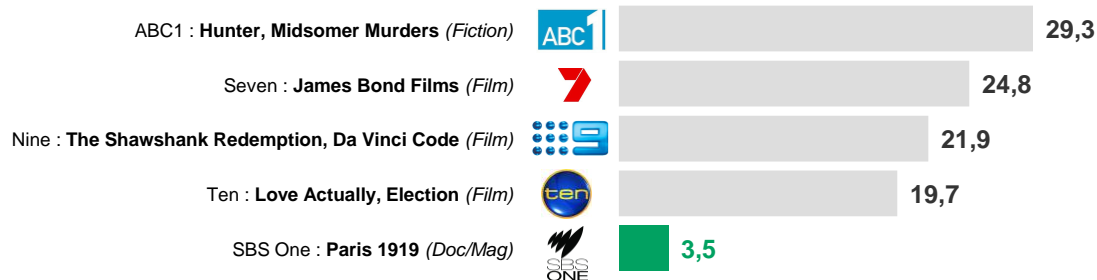 ABC1 : Hunter, Midsomer Murders (Fiction) ABC1 29,3
Seven : James Bond Films (Film) 7 24,8
Nine : The Shawshank Redemption, Da Vinci Code (Film) 9 21,9
Ten : Love Actually, Election (Film) ten 19,7
SBS One : Paris 1919 (Doc/Mag) SBS ONE 3,5